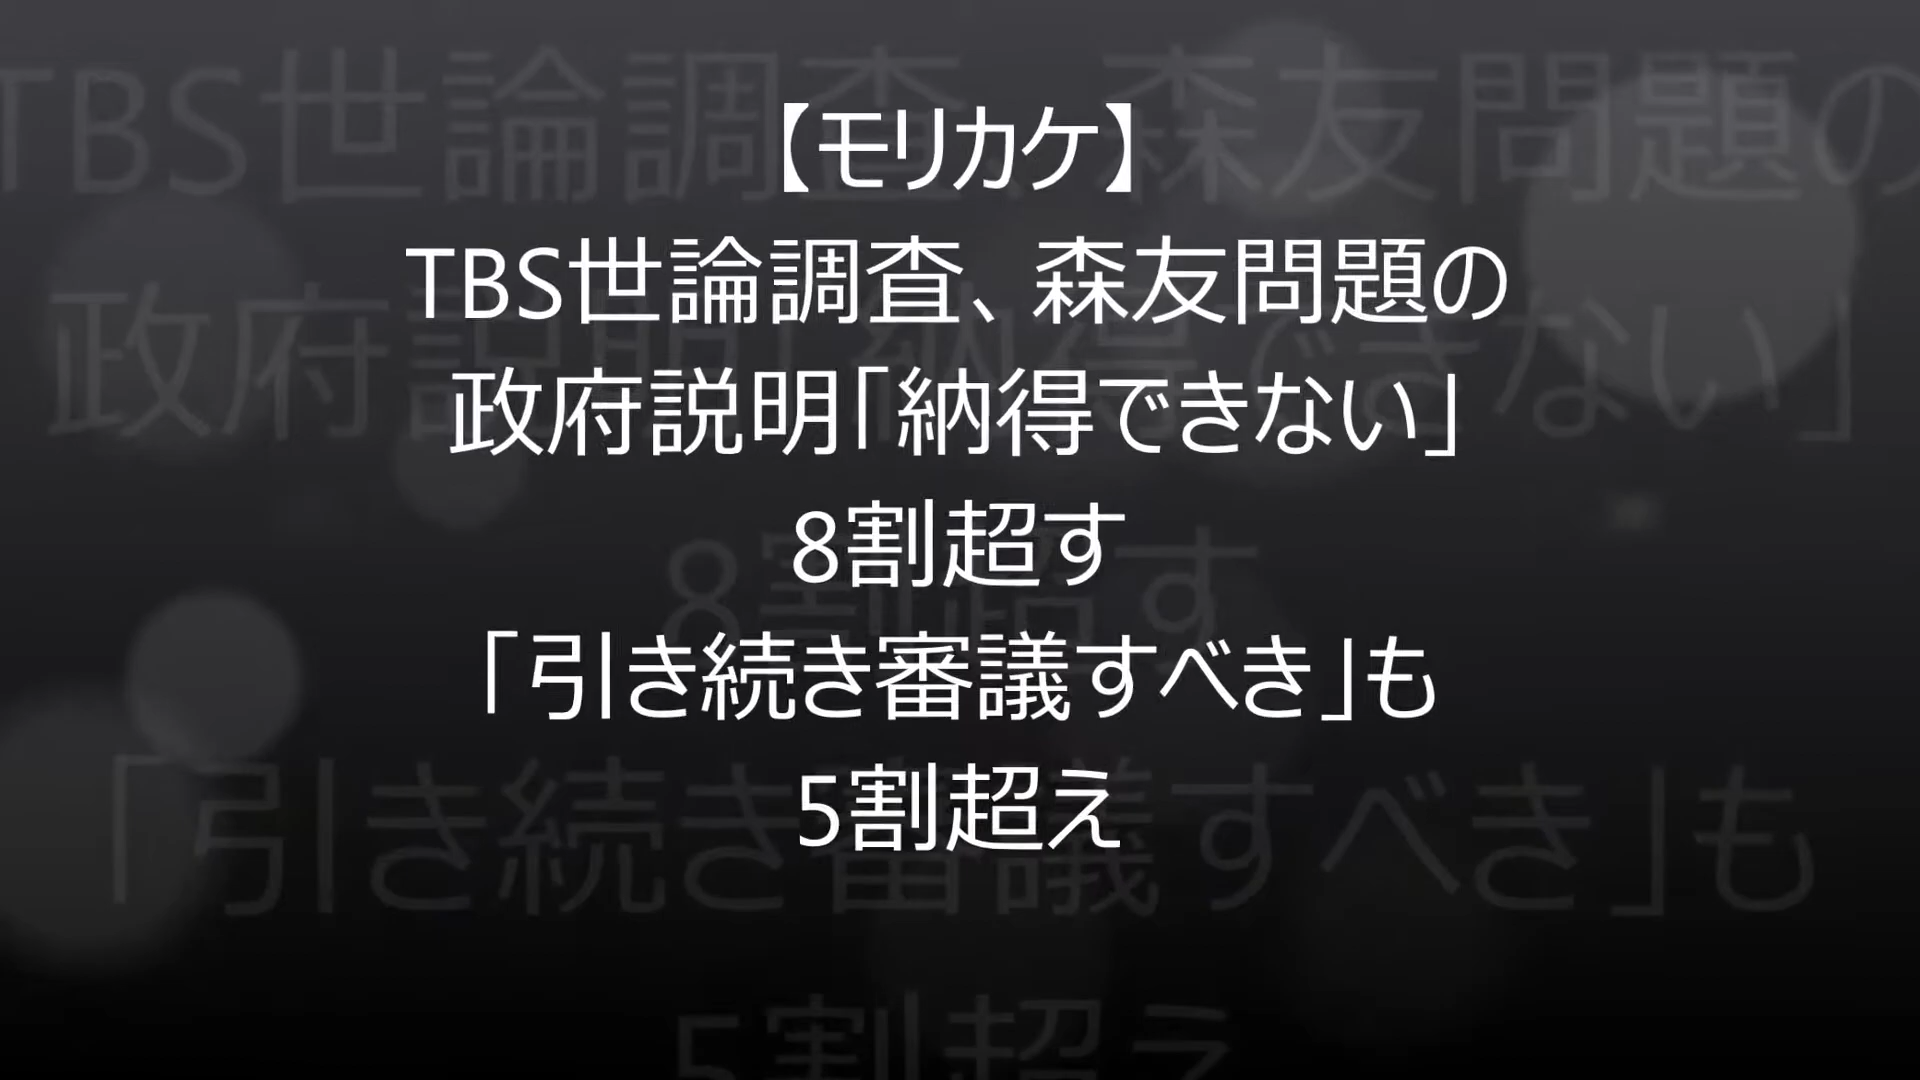 【モリカケ】
TBS世論調査、森友問題の
政府説明「納得できない」
8割超す
「引き続き審議すべき」も
5割超え